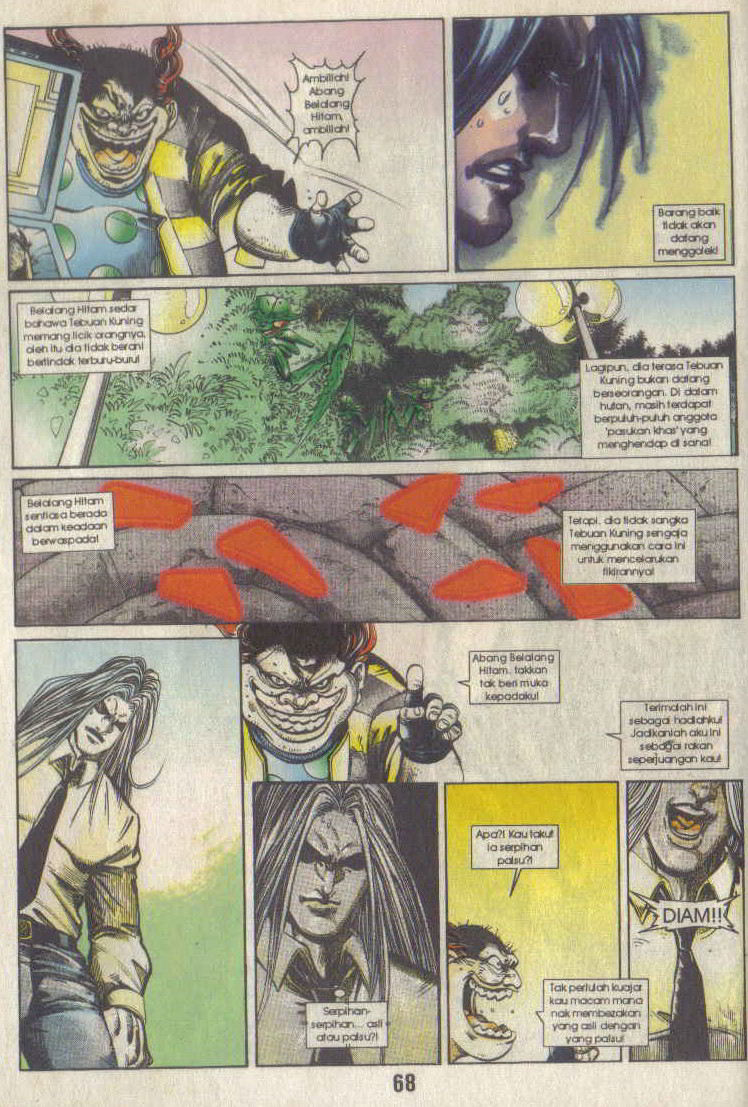 Ambillah!
Abang
Belalang
Hitam,
ambillah!
Barang baik
tidak akan
datang
menggolek!
Belalang Hitam sedar
bahawa Tebuan Kuning
memang licik orangnya,
oleh itu dia tidak berani
bertindak terburu-buru!
Lagipun, dia terasa Tebuan
Kuning bukan datang
berseorangan. Di dalam
hutan, masih terdapat
berpuluh-puluh anggota
'pasukan khas' yang
menghendap di sana!
Belalang Hitam
sentiasa berada
dalam keadaan
berwaspada!
Tetapi, dia tidak sangka
Tebuan Kuning sengaja
menggunakan cara ini
untuk mencelarukan
fikirannya!
Abang Belalang
Hitam, takkan
tak beri muka
kepadaku!
Terimalah ini
sebagai hadiahku!
Jadikanlah aku ini
sebagai rakan
seperjuangan kau!
Serpihan-
serpihan... asli
atau palsu?!
Apa?! Kau takut
ia serpihan
palsu?!
Tak perlulah kuajar
kau macam mana
nak membezakan
yang asli dengan
yang palsu!
DIAM!!
68